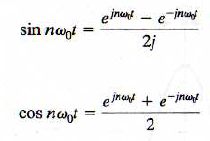 sin nω₀t = (e^{jnω₀t} − e^{−jnω₀t}) / 2j
cos nω₀t = (e^{jnω₀t} + e^{−jnω₀t}) / 2